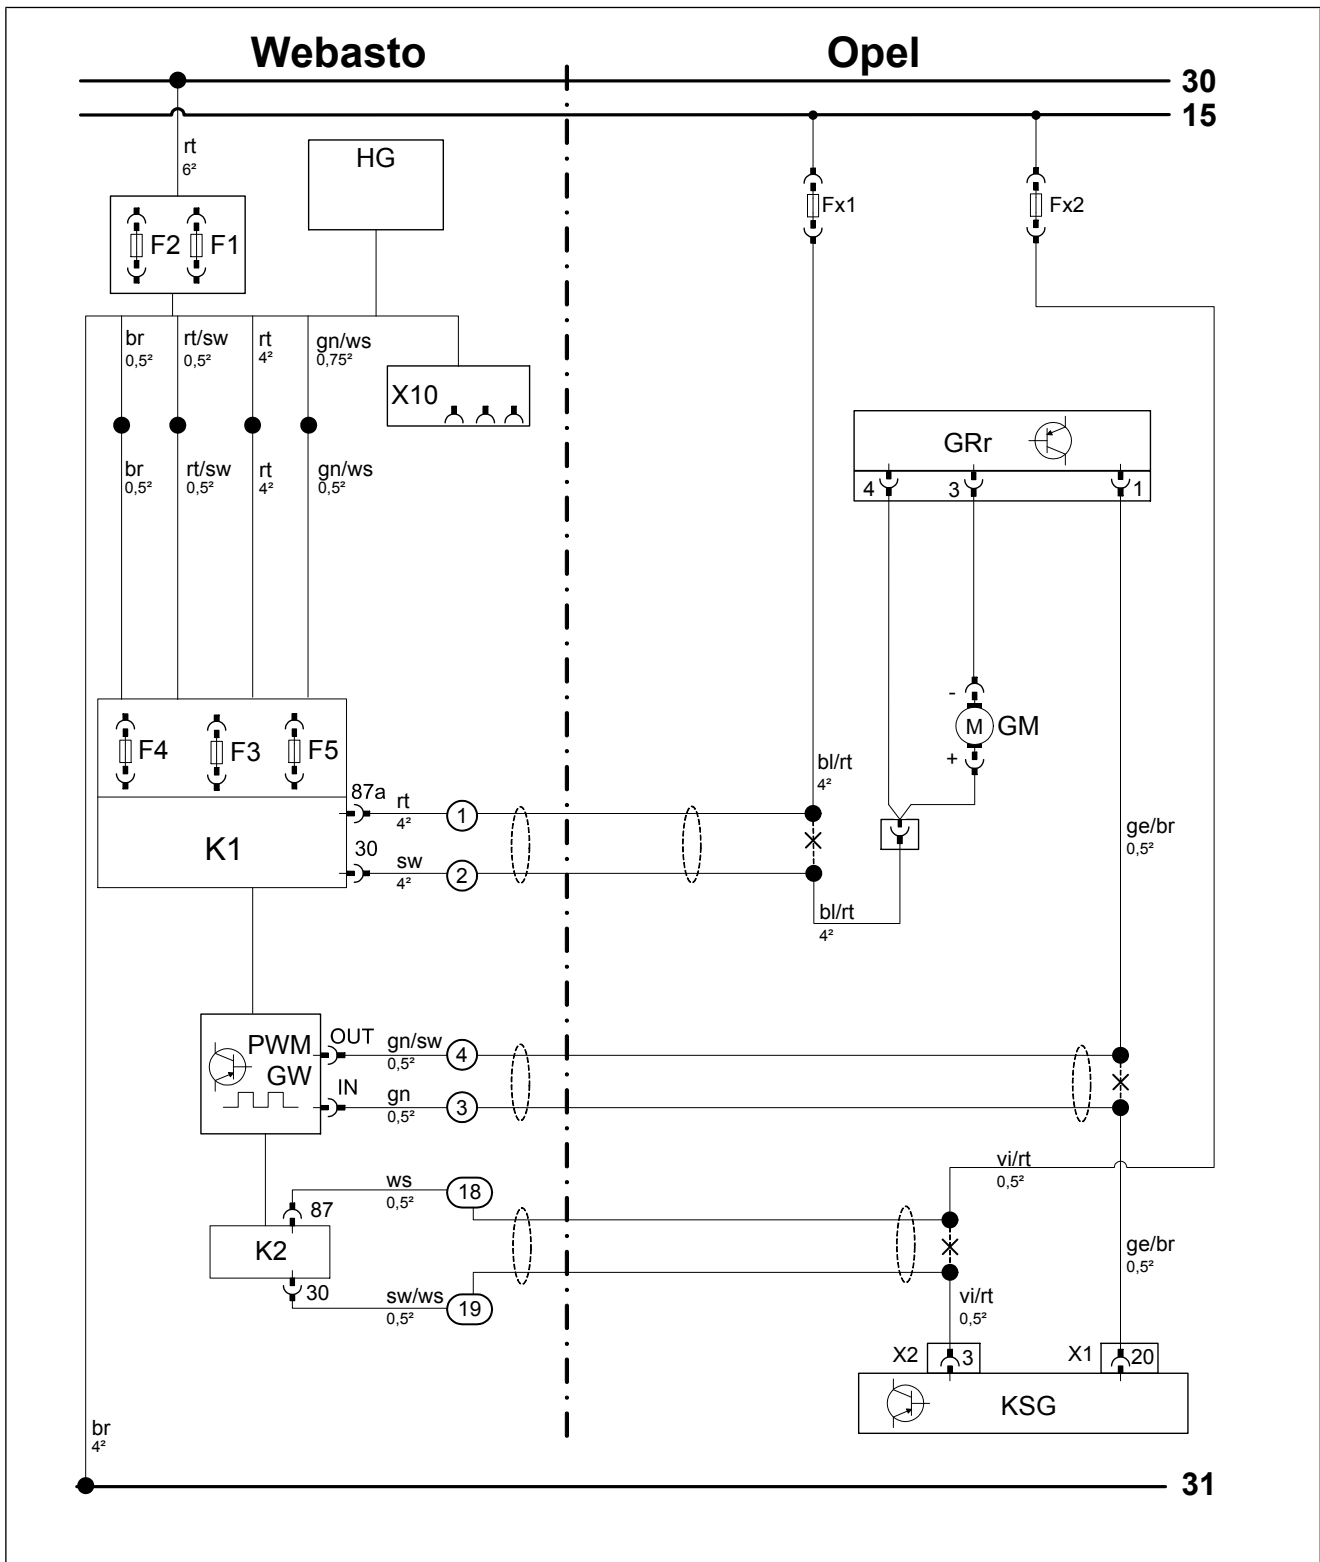 Webasto
Opel
30
15
rt
6²
HG
F2
F1
Fx1
Fx2
br
0,5²
rt/sw
0,5²
rt
4²
gn/ws
0,75²
X10
GRr
4
3
1
br
0,5²
rt/sw
0,5²
rt
4²
gn/ws
0,5²
-
M
GM
+
F4
F3
F5
bl/rt
4²
87a
rt
4²
1
K1
30
sw
4²
2
ge/br
0,5²
bl/rt
4²
PWM
GW
OUT
gn/sw
0,5²
4
IN
gn
0,5²
3
vi/rt
0,5²
ws
0,5²
18
87
K2
30
sw/ws
0,5²
19
ge/br
0,5²
vi/rt
0,5²
X2
3
X1
20
KSG
br
4²
31